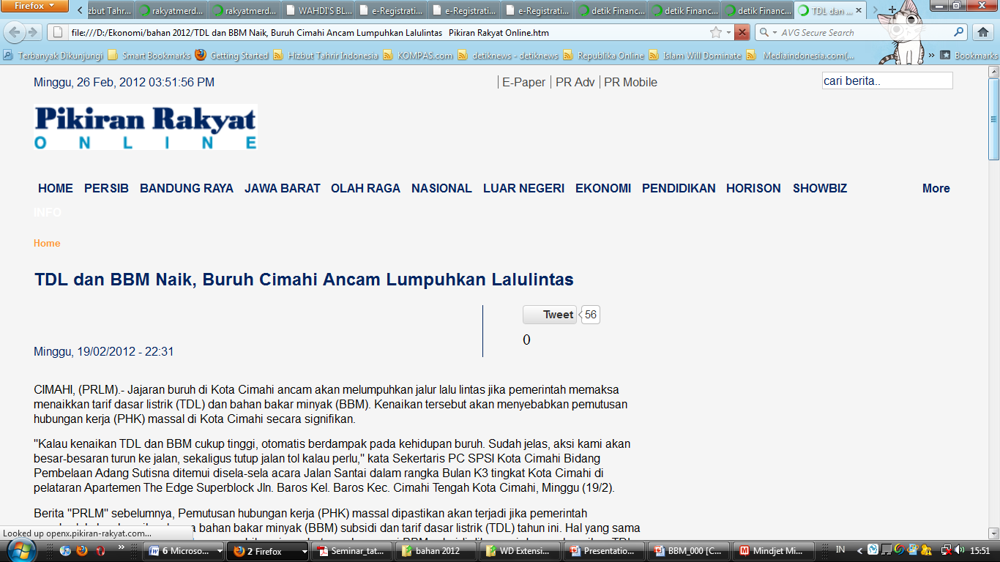 Firefox
zbut Tahr...
rakyatmerd...
rakyatmerd...
WAHDI'S BL...
e-Registrati...
e-Registrati...
e-Registrati...
detik Financ...
detik Financ...
detik Financ...
TDL dan ...
file:///D:/Ekonomi/bahan 2012/TDL dan BBM Naik, Buruh Cimahi Ancam Lumpuhkan Lalulintas Pikiran Rakyat Online.htm
AVG Secure Search
Terbanyak Dikunjungi
Smart Bookmarks
Getting Started
Hizbut Tahrir Indonesia
KOMPAS.com
detiknews - detiknews
Republika Online
Islam Will Dominate
Mediaindonesia.com(...
Bookmarks
Minggu, 26 Feb, 2012 03:51:56 PM
E-Paper | PR Adv | PR Mobile
cari berita..
Pikiran Rakyat
ONLINE
HOME PERSIB BANDUNG RAYA JAWA BARAT OLAH RAGA NASIONAL LUAR NEGERI EKONOMI PENDIDIKAN HORISON SHOWBIZ More
INFO
Home
TDL dan BBM Naik, Buruh Cimahi Ancam Lumpuhkan Lalulintas
Tweet 56
0
Minggu, 19/02/2012 - 22:31
CIMAHI, (PRLM).- Jajaran buruh di Kota Cimahi ancam akan melumpuhkan jalur lalu lintas jika pemerintah memaksa
menaikkan tarif dasar listrik (TDL) dan bahan bakar minyak (BBM). Kenaikan tersebut akan menyebabkan pemutusan
hubungan kerja (PHK) massal di Kota Cimahi secara signifikan.
"Kalau kenaikan TDL dan BBM cukup tinggi, otomatis berdampak pada kehidupan buruh. Sudah jelas, aksi kami akan
besar-besaran turun ke jalan, sekaligus tutup jalan tol kalau perlu," kata Sekertaris PC SPSI Kota Cimahi Bidang
Pembelaan Adang Sutisna ditemui disela-sela acara Jalan Santai dalam rangka Bulan K3 tingkat Kota Cimahi di
pelataran Apartemen The Edge Superblock Jln. Baros Kel. Baros Kec. Cimahi Tengah Kota Cimahi, Minggu (19/2).
Berita "PRLM" sebelumnya, Pemutusan hubungan kerja (PHK) massal dipastikan akan terjadi jika pemerintah
bahan bakar minyak (BBM) subsidi dan tarif dasar listrik (TDL) tahun ini. Hal yang sama
Looked up openx.pikiran-rakyat.com...
6 Microso...
2 Firefox
Seminar_tat...
bahan 2012
WD Extensi...
Presentatio...
BBM_000 [C...
Mindjet Mi...
IN
15:51